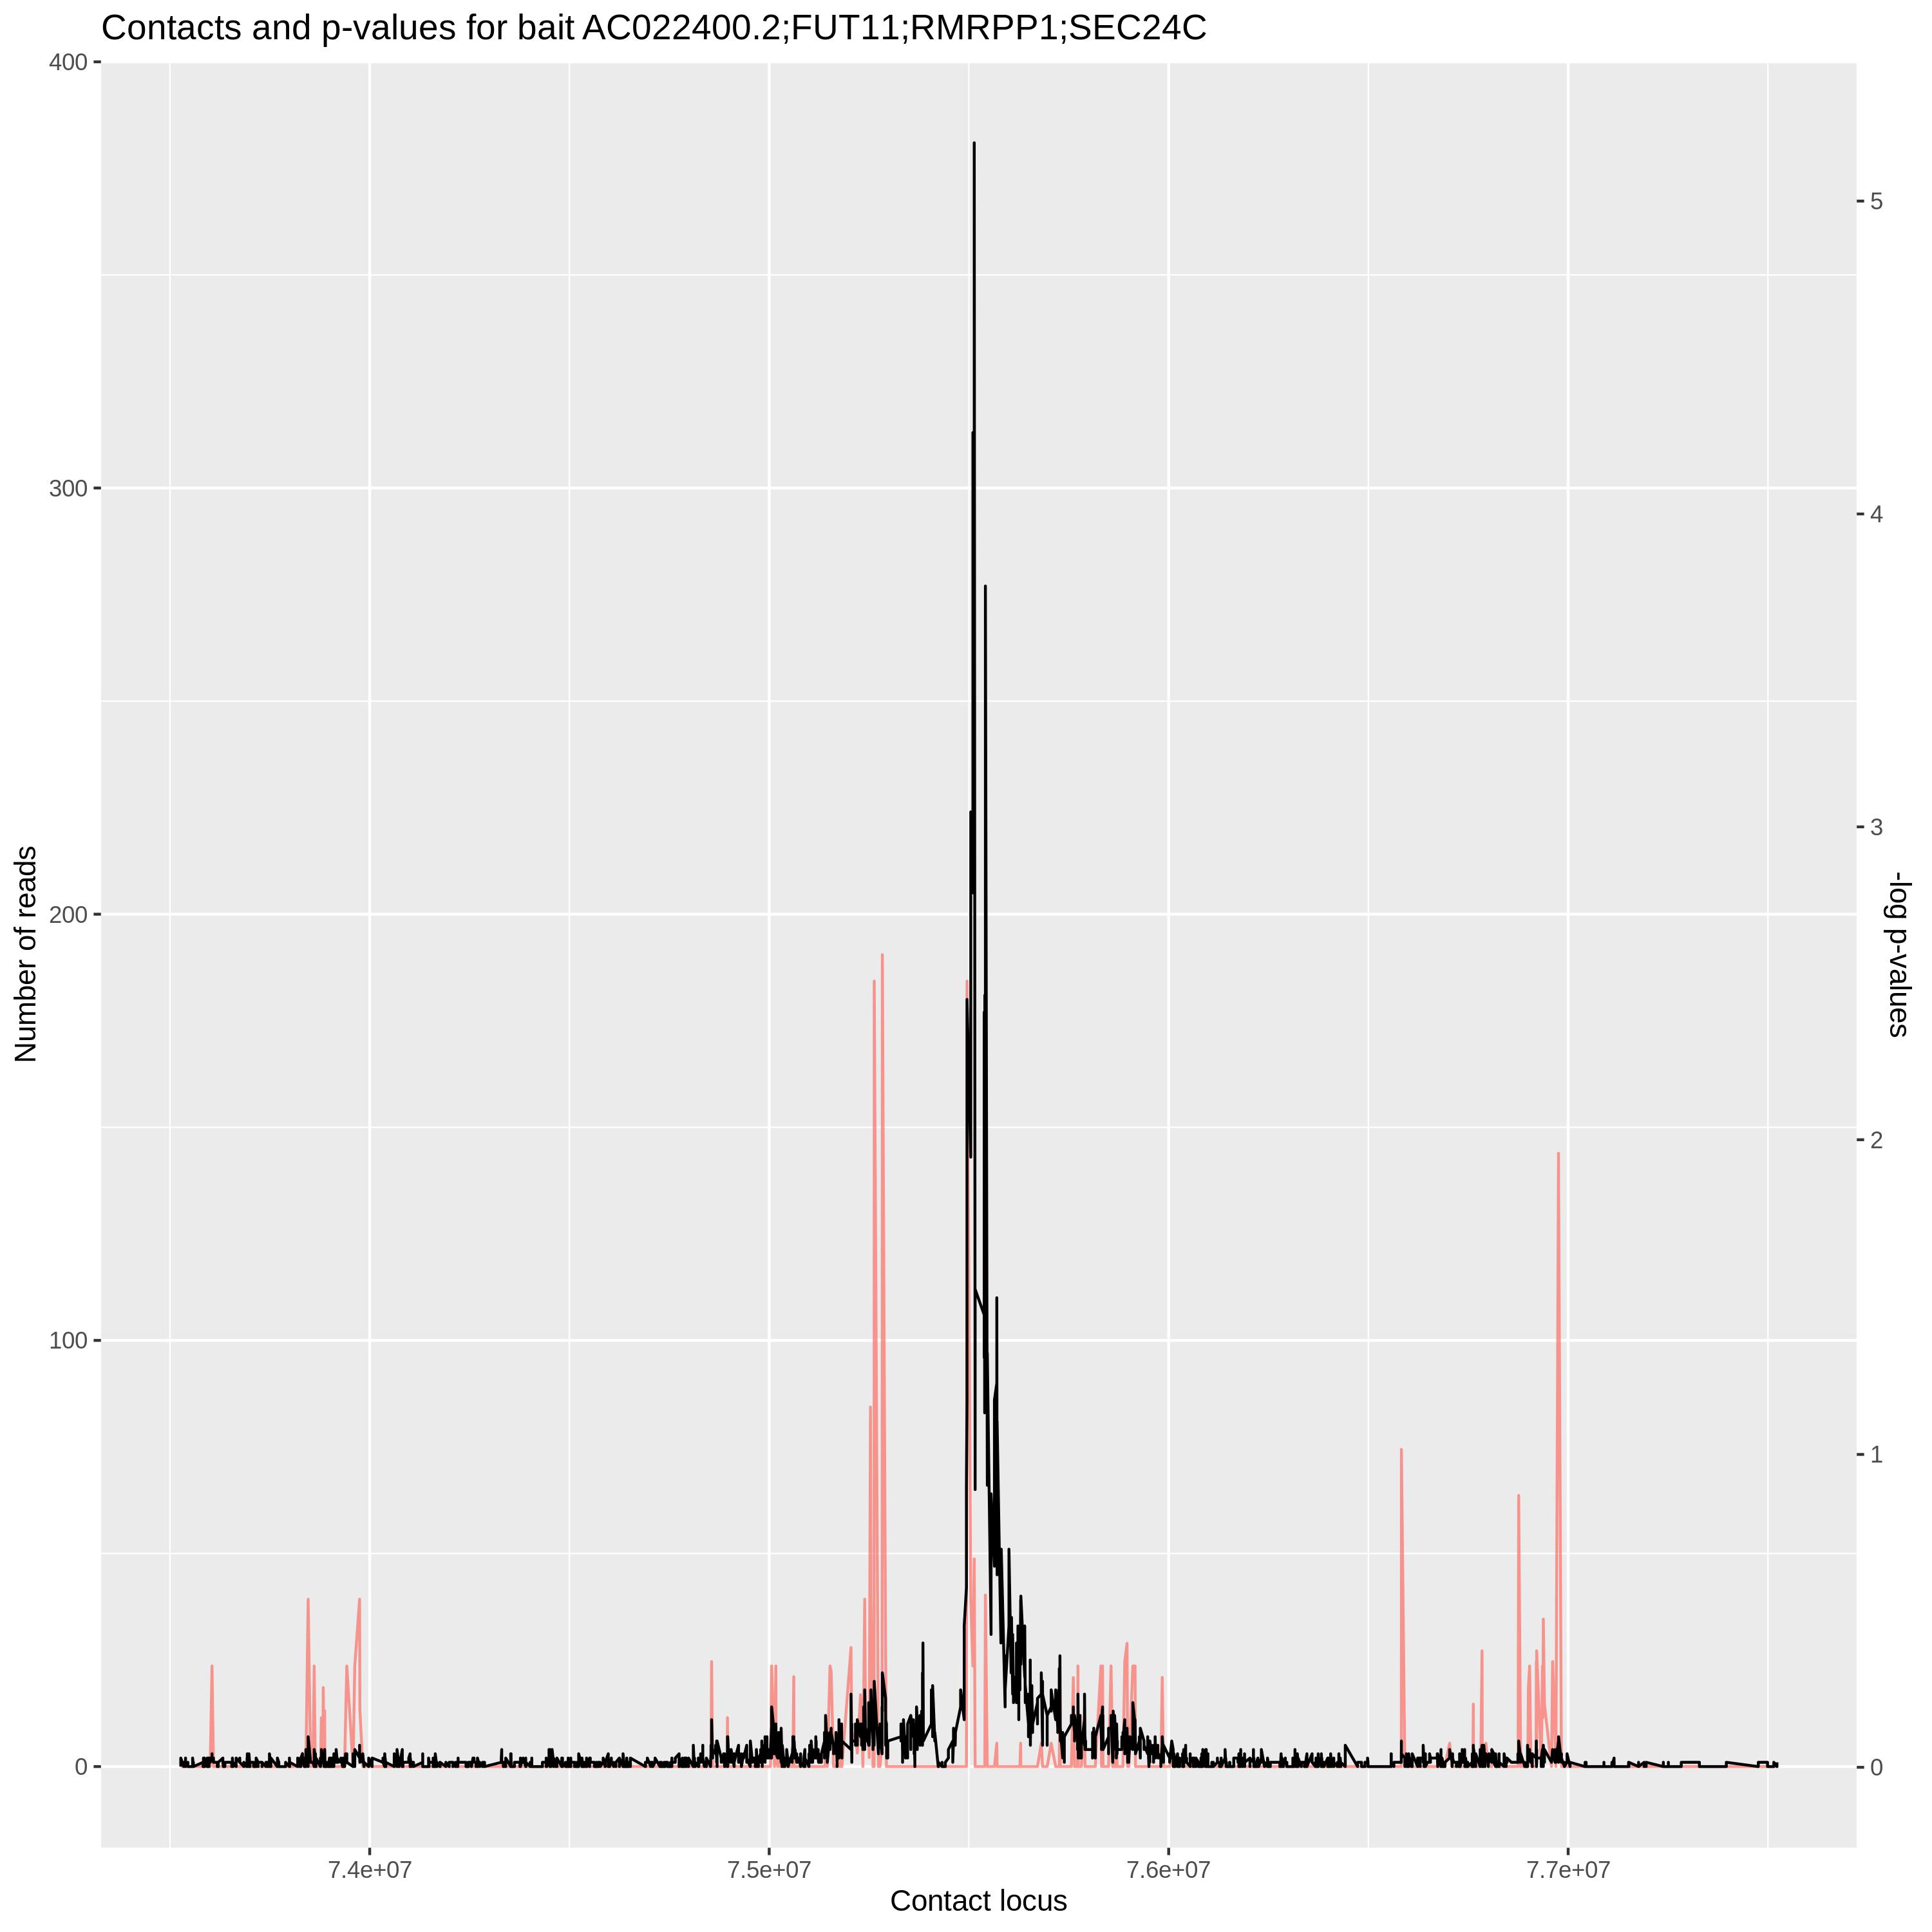 Contacts and p-values for bait AC022400.2;FUT11;RMRPP1;SEC24C
400
300
200
100
0
Number of reads
5
4
3
2
1
0
-log p-values
7.4e+07
7.5e+07
7.6e+07
7.7e+07
Contact locus